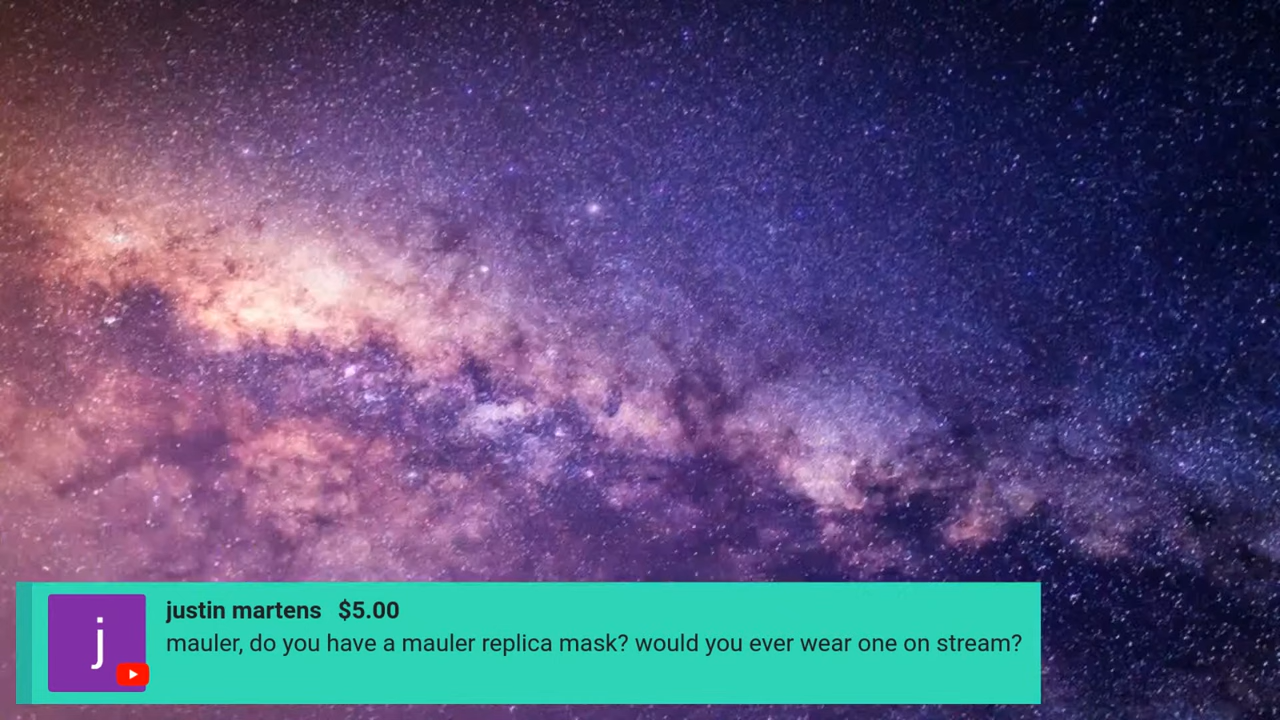 justin martens $5.00
mauler, do you have a mauler replica mask? would you ever wear one on stream?
j